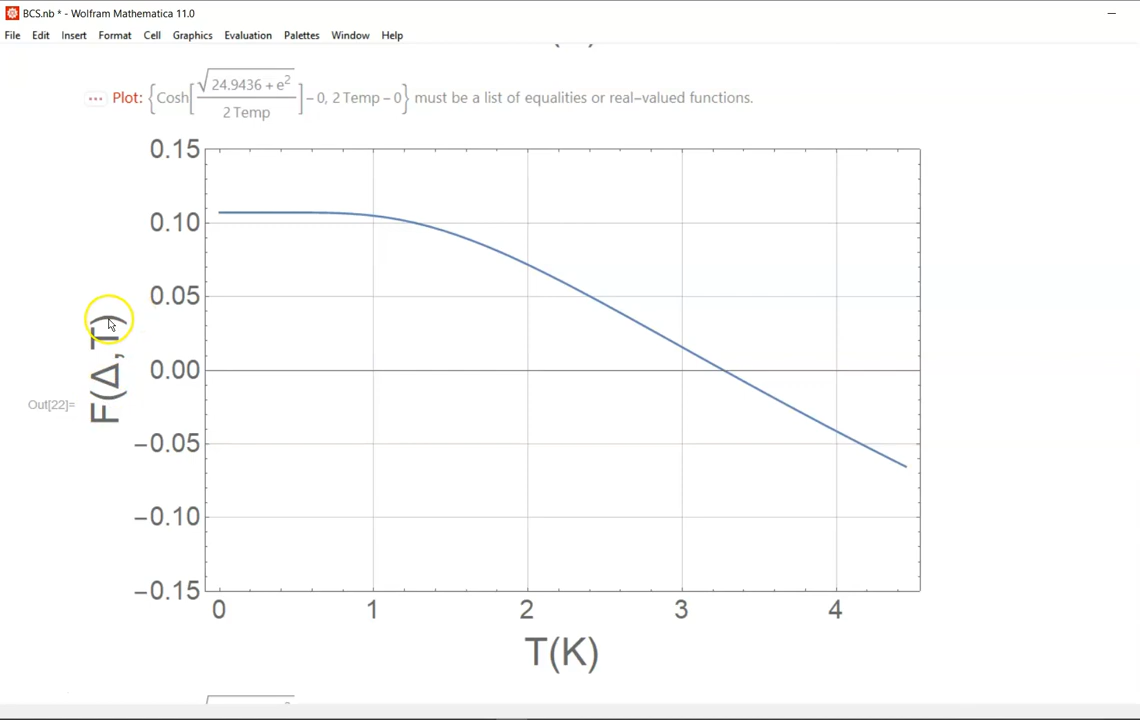 BCS.nb * - Wolfram Mathematica 11.0
File Edit Insert Format Cell Graphics Evaluation Palettes Window Help
Plot: {Cosh[√(24.9436 + e²) / (2 Temp)] – 0, 2 Temp – 0} must be a list of equalities or real–valued functions.
0.15
0.10
0.05
0.00
−0.05
−0.10
−0.15
Out[22]=
F(Δ,T)
0 1 2 3 4
T(K)